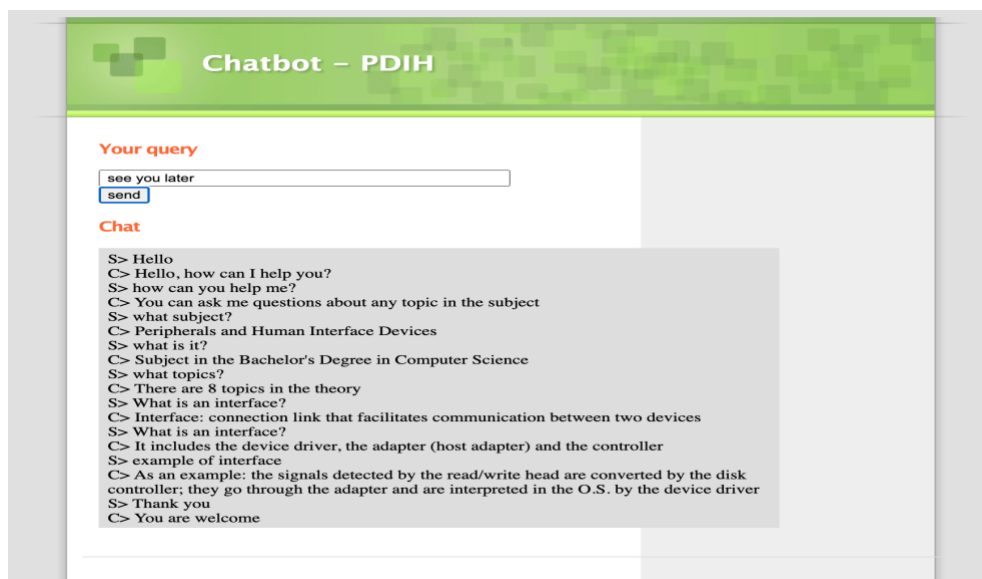 Chatbot – PDIH
Your query
see you later
send
Chat
S> Hello
C> Hello, how can I help you?
S> how can you help me?
C> You can ask me questions about any topic in the subject
S> what subject?
C> Peripherals and Human Interface Devices
S> what is it?
C> Subject in the Bachelor's Degree in Computer Science
S> what topics?
C> There are 8 topics in the theory
S> What is an interface?
C> Interface: connection link that facilitates communication between two devices
S> What is an interface?
C> It includes the device driver, the adapter (host adapter) and the controller
S> example of interface
C> As an example: the signals detected by the read/write head are converted by the disk
controller; they go through the adapter and are interpreted in the O.S. by the device driver
S> Thank you
C> You are welcome